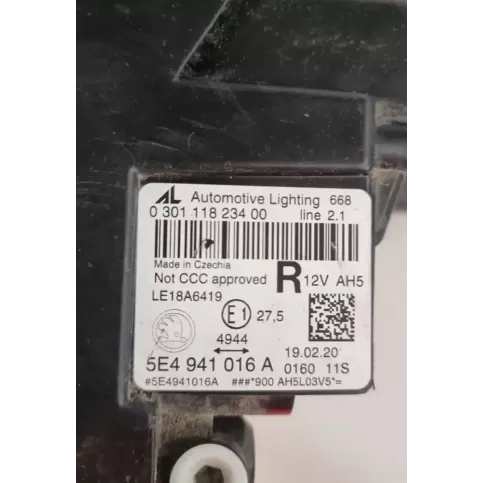 AL Automotive Lighting 668
0 301 118 234 00 line 2.1
Made in Czechia
Not CCC approved R 12V AH5
LE18A6419
E1 27,5
4944
5E4 941 016 A 19.02.20
0160 11S
#5E4941016A ###*900 AH5L03V5*=